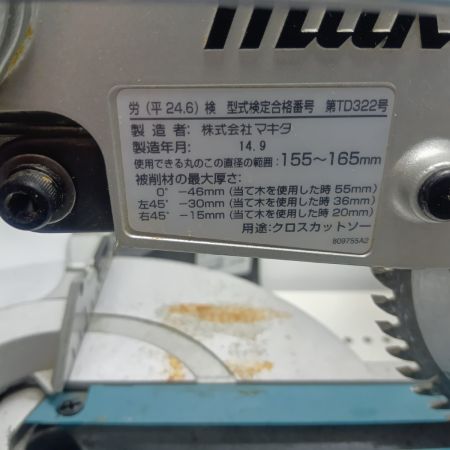 makita
労（平24.6）検 型式検定合格番号 第TD322号
製造者: 株式会社マキタ
製造年月: 14.9
使用できる丸のこの直径の範囲: 155～165mm
被削材の最大厚さ:
0° -46mm (当て木を使用した時 55mm)
左45° -30mm (当て木を使用した時 36mm)
右45° -15mm (当て木を使用した時 20mm)
用途:クロスカットソー
809755A2